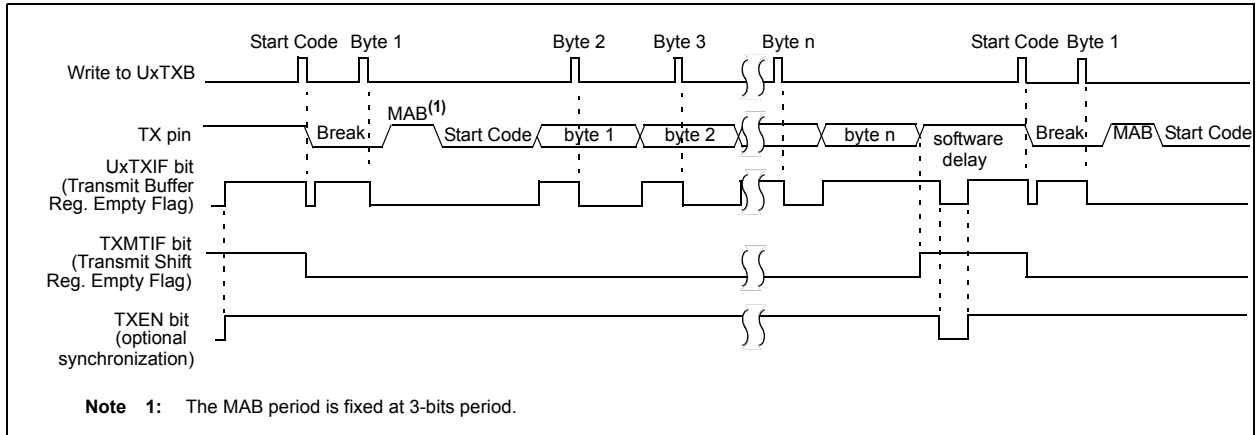 Start Code Byte 1 Byte 2 Byte 3 Byte n Start Code Byte 1
Write to UxTXB
MAB(1)
TX pin Break Start Code byte 1 byte 2 byte n software delay Break MAB Start Code
UxTXIF bit
(Transmit Buffer
Reg. Empty Flag)
TXMTIF bit
(Transmit Shift
Reg. Empty Flag)
TXEN bit
(optional
synchronization)
Note 1: The MAB period is fixed at 3-bits period.